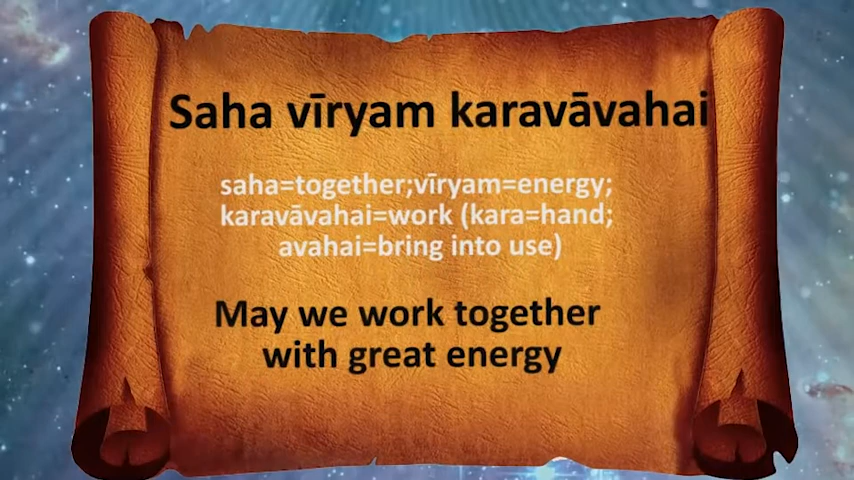 Saha vīryam karavāvahai
saha=together;vīryam=energy;
karavāvahai=work (kara=hand;
avahai=bring into use)
May we work together
with great energy